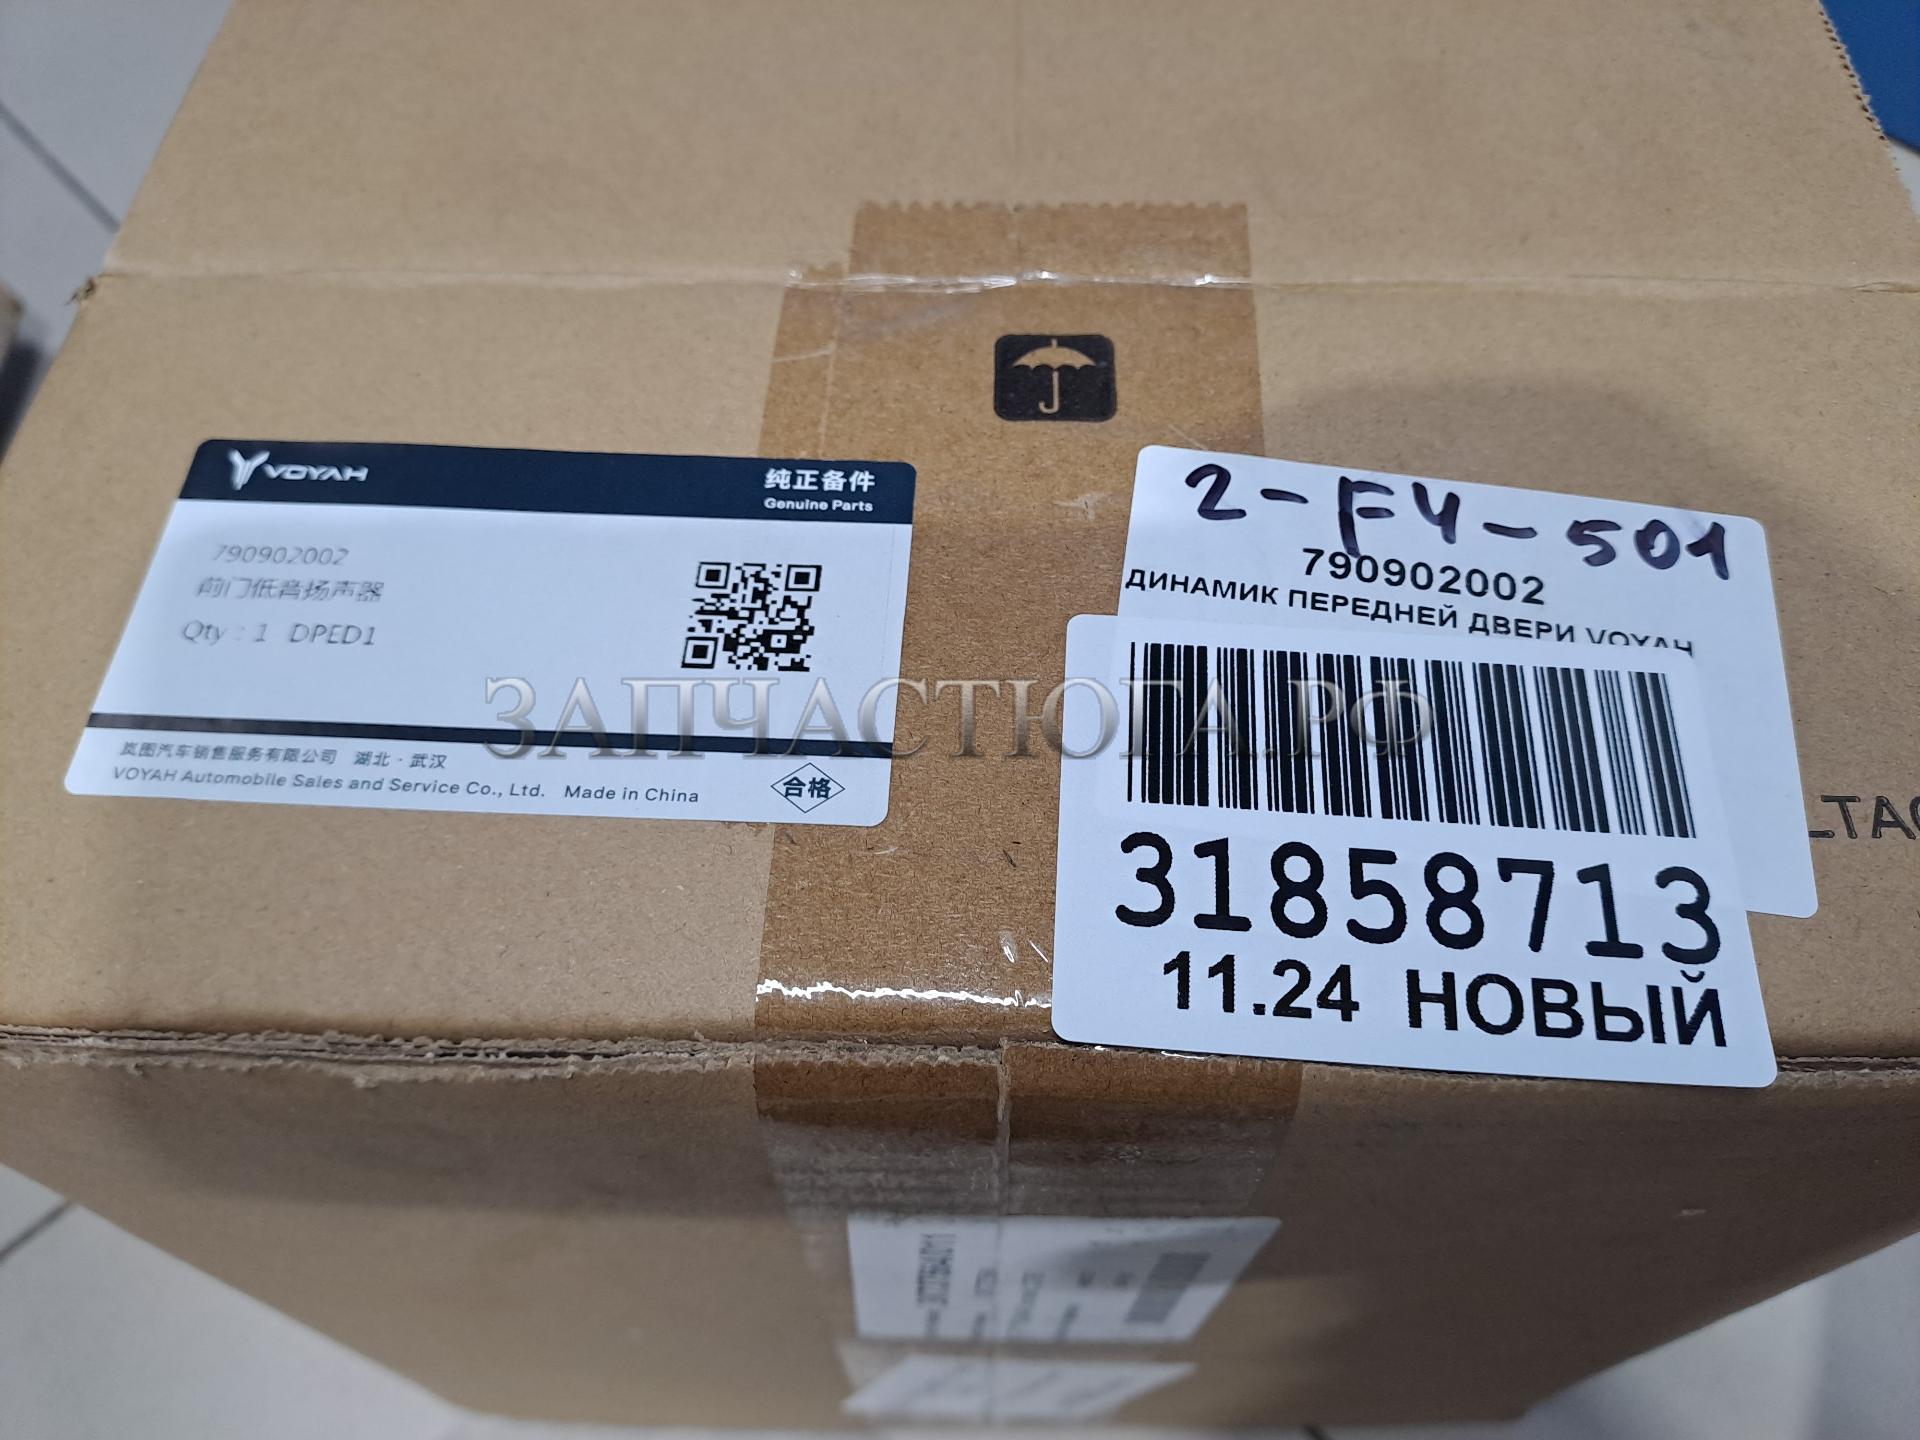 VOYAH
纯正备件
Genuine Parts
790902002
前门低音扬声器
Qty : 1 DPED1
岚图汽车销售服务有限公司 湖北·武汉
VOYAH Automobile Sales and Service Co., Ltd. Made in China
合格
2-F4-501
790902002
ДИНАМИК ПЕРЕДНЕЙ ДВЕРИ VOYAH
31858713
11.24 НОВЫЙ
ЗАПЧАСТЮГА.РФ